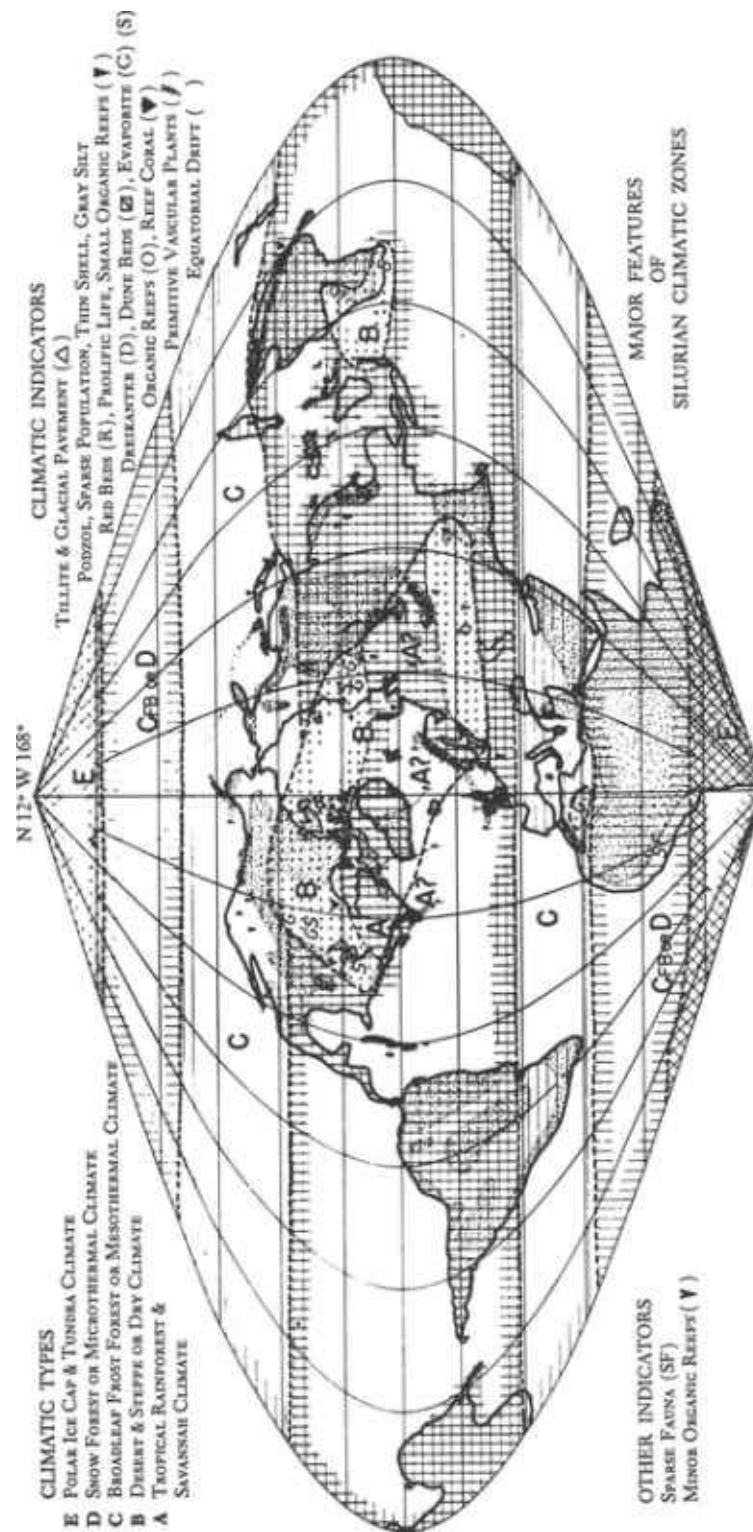 N 12° W 168°
CLIMATIC TYPES
E POLAR ICE CAP & TUNDRA CLIMATE
D SNOW FOREST OR MICROTHERMAL CLIMATE
C BROADLEAF FROST FOREST OR MESOTHERMAL CLIMATE
B DESERT & STEPPE OR DRY CLIMATE
A TROPICAL RAINFOREST &
SAVANNAH CLIMATE
CLIMATIC INDICATORS
TILLITE & GLACIAL PAVEMENT (△)
PODZOL, SPARSE POPULATION, THIN SHELL, GRAY SILT
RED BEDS (R), PROLIFIC LIFE, SMALL ORGANIC REEFS (▼)
DREIKANTER (D), DUNE BEDS (), EVAPORITE (G) (S)
ORGANIC REEFS (O), REEF CORAL (♥)
PRIMITIVE VASCULAR PLANTS ()
EQUATORIAL DRIFT ( )
E
CFB OR D
C
C
B
B
B
GS
A
A?
A?
A?
C
CFB OR D
E
OTHER INDICATORS
SPARSE FAUNA (SF)
MINOR ORGANIC REEFS (▼)
MAJOR FEATURES
OF
SILURIAN CLIMATIC ZONES